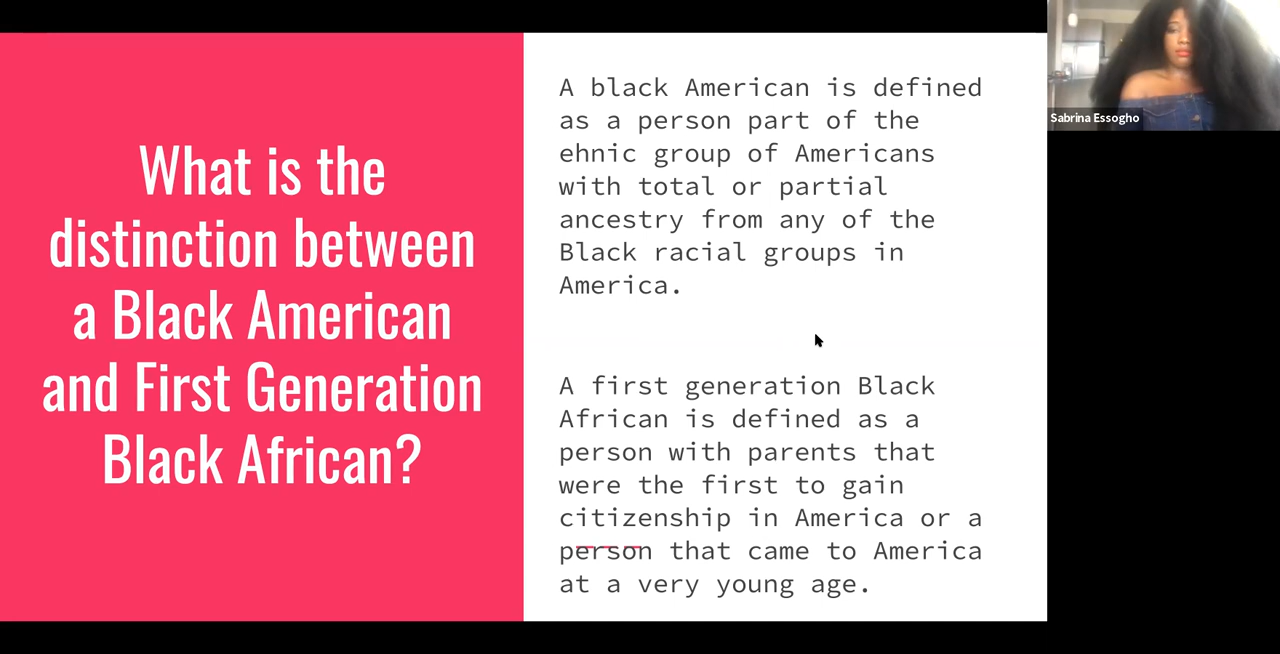 What is the
distinction between
a Black American
and First Generation
Black African?
A black American is defined
as a person part of the
ehnic group of Americans
with total or partial
ancestry from any of the
Black racial groups in
America.
A first generation Black
African is defined as a
person with parents that
were the first to gain
citizenship in America or a
person that came to America
at a very young age.
Sabrina Essogho